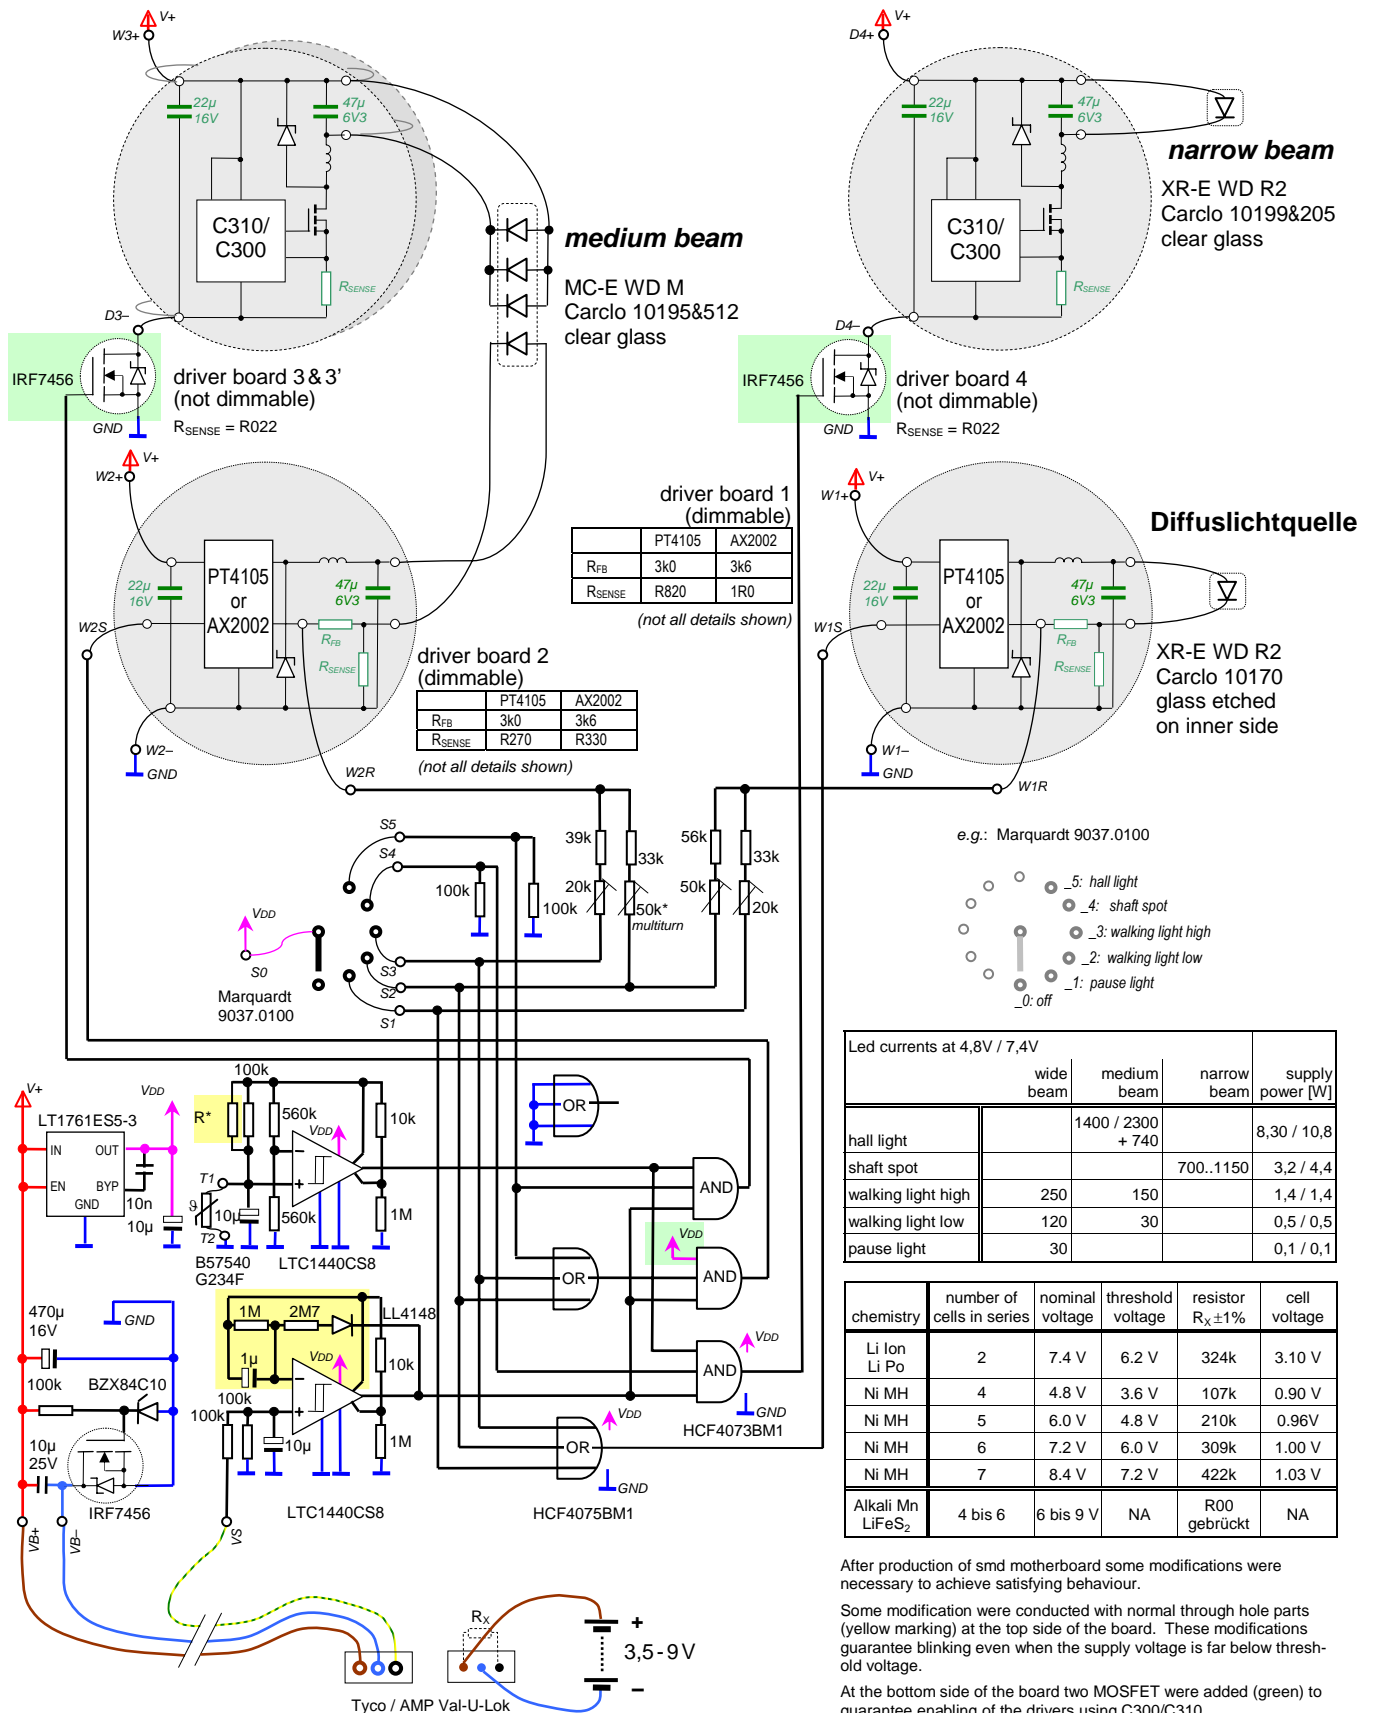 V+
W3+
22µ
16V
47µ
6V3
C310/
C300
RSENSE
D3–
IRF7456
GND
driver board 3 & 3’
(not dimmable)
RSENSE = R022
medium beam
MC-E WD M
Carclo 10195&512
clear glass
V+
D4+
22µ
16V
47µ
6V3
C310/
C300
RSENSE
D4–
IRF7456
GND
driver board 4
(not dimmable)
RSENSE = R022
narrow beam
XR-E WD R2
Carclo 10199&205
clear glass
V+
W2+
22µ
16V
PT4105
or
AX2002
47µ
6V3
RFB
RSENSE
W2S
W2–
GND
W2R
driver board 2
(dimmable)
PT4105 AX2002
RFB 3k0 3k6
RSENSE R270 R330
(not all details shown)
driver board 1
(dimmable)
PT4105 AX2002
RFB 3k0 3k6
RSENSE R820 1R0
(not all details shown)
V+
W1+
22µ
16V
PT4105
or
AX2002
47µ
6V3
RFB
RSENSE
W1S
W1–
GND
W1R
Diffuslichtquelle
XR-E WD R2
Carclo 10170
glass etched
on inner side
S5
S4
S3
S2
S1
S0
VDD
Marquardt
9037.0100
100k
100k
39k
33k
20k
50k*
multiturn
56k
33k
50k
20k
e.g.: Marquardt 9037.0100
_5: hall light
_4: shaft spot
_3: walking light high
_2: walking light low
_1: pause light
_0: off
V+
VDD
LT1761ES5-3
IN OUT
EN BYP
GND
10n
10µ
R*
100k
560k
10k
VDD
T1
ϑ
T2
10µ
560k
1M
B57540
G234F
LTC1440CS8
OR
AND
OR
VDD
AND
AND
VDD
GND
HCF4073BM1
OR
VDD
GND
HCF4075BM1
470µ
16V
GND
100k
BZX84C10
10µ
25V
IRF7456
1M
2M7
LL4148
1µ
VDD
10k
100k
100k
10µ
1M
LTC1440CS8
VB+
VB–
VS
Tyco / AMP Val-U-Lok
RX
+
3,5 - 9 V
–
Led currents at 4,8V / 7,4V
wide beam medium beam narrow beam supply power [W]
hall light 1400 / 2300 + 740 8,30 / 10,8
shaft spot 700..1150 3,2 / 4,4
walking light high 250 150 1,4 / 1,4
walking light low 120 30 0,5 / 0,5
pause light 30 0,1 / 0,1
chemistry number of cells in series nominal voltage threshold voltage resistor RX ±1% cell voltage
Li Ion Li Po 2 7.4 V 6.2 V 324k 3.10 V
Ni MH 4 4.8 V 3.6 V 107k 0.90 V
Ni MH 5 6.0 V 4.8 V 210k 0.96V
Ni MH 6 7.2 V 6.0 V 309k 1.00 V
Ni MH 7 8.4 V 7.2 V 422k 1.03 V
Alkali Mn LiFeS2 4 bis 6 6 bis 9 V NA R00 gebrückt NA
After production of smd motherboard some modifications were
necessary to achieve satisfying behaviour.
Some modification were conducted with normal through hole parts
(yellow marking) at the top side of the board. These modifications
guarantee blinking even when the supply voltage is far below thresh-
old voltage.
At the bottom side of the board two MOSFET were added (green) to
guarantee enabling of the drivers using C300/C310.